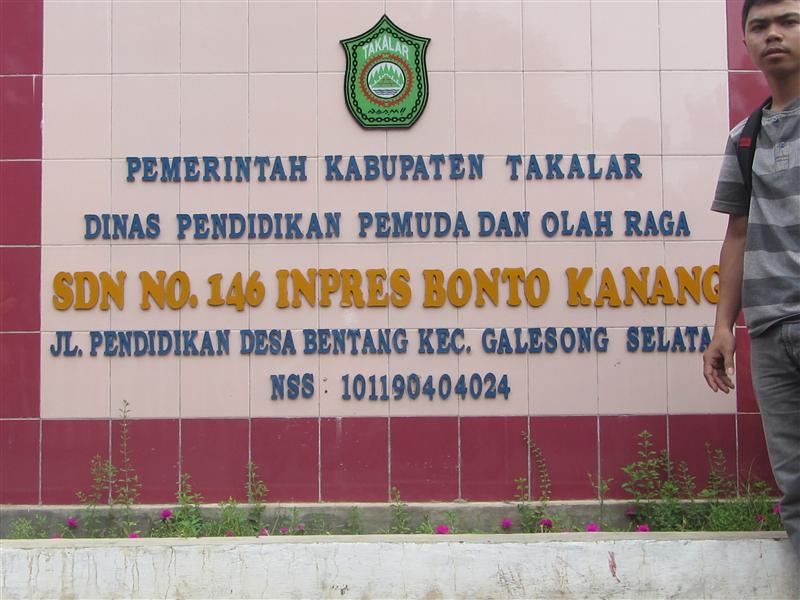 TAKALAR
PEMERINTAH KABUPATEN TAKALAR
DINAS PENDIDIKAN PEMUDA DAN OLAH RAGA
SDN NO. 146 INPRES BONTO KANANG
JL. PENDIDIKAN DESA BENTANG KEC. GALESONG SELATA
NSS : 101190404024